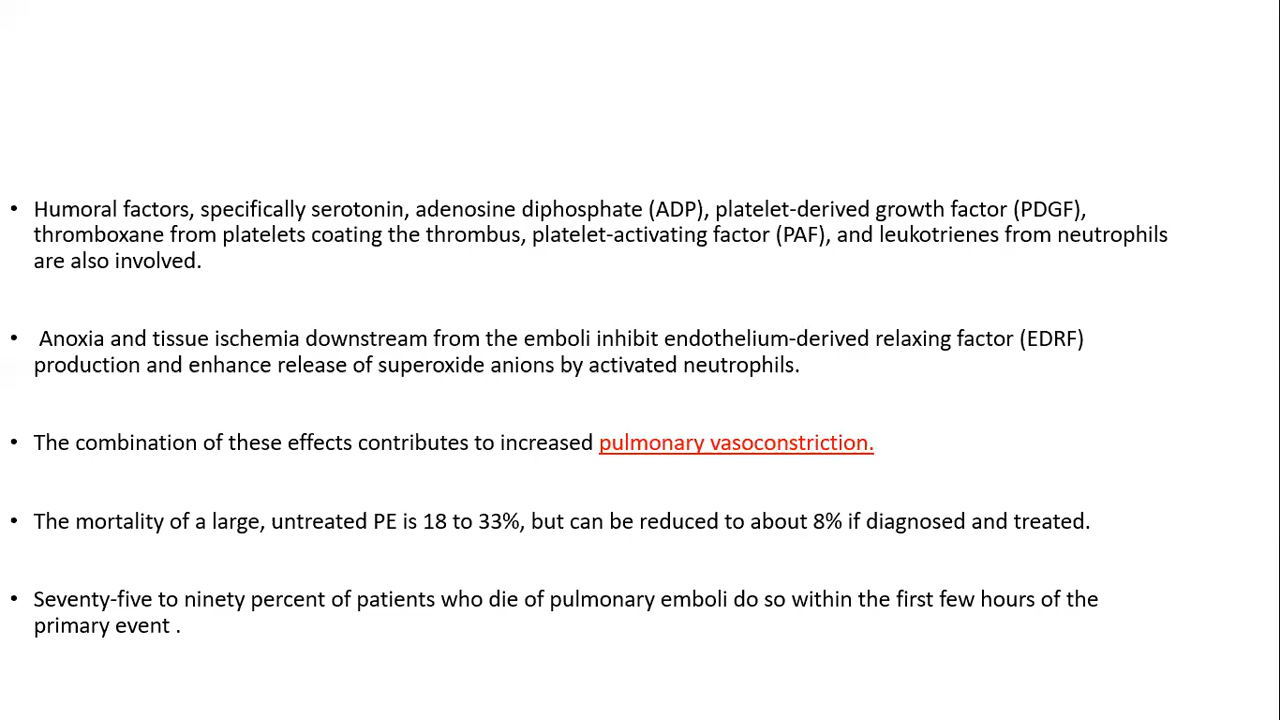 • Humoral factors, specifically serotonin, adenosine diphosphate (ADP), platelet-derived growth factor (PDGF),
thromboxane from platelets coating the thrombus, platelet-activating factor (PAF), and leukotrienes from neutrophils
are also involved.
• Anoxia and tissue ischemia downstream from the emboli inhibit endothelium-derived relaxing factor (EDRF)
production and enhance release of superoxide anions by activated neutrophils.
• The combination of these effects contributes to increased pulmonary vasoconstriction.
• The mortality of a large, untreated PE is 18 to 33%, but can be reduced to about 8% if diagnosed and treated.
• Seventy-five to ninety percent of patients who die of pulmonary emboli do so within the first few hours of the
primary event .